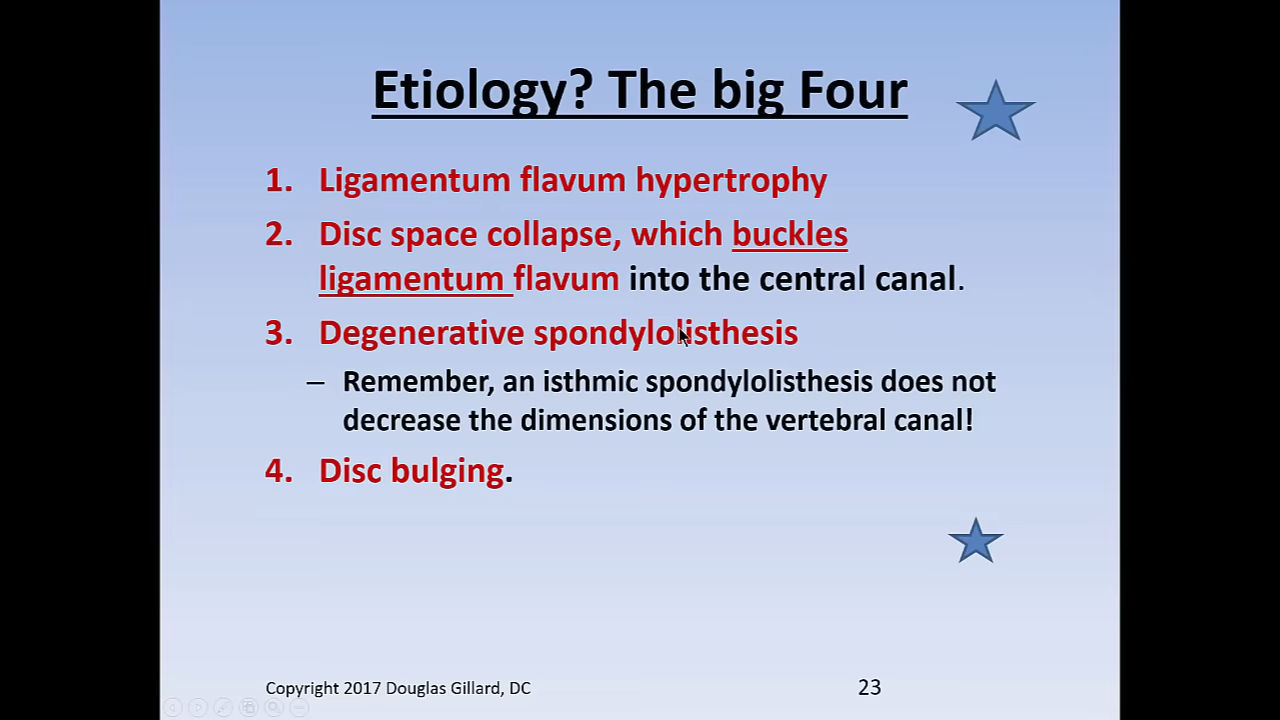 Etiology? The big Four
1. Ligamentum flavum hypertrophy
2. Disc space collapse, which buckles
ligamentum flavum into the central canal.
3. Degenerative spondylolisthesis
– Remember, an isthmic spondylolisthesis does not
decrease the dimensions of the vertebral canal!
4. Disc bulging.
Copyright 2017 Douglas Gillard, DC
23